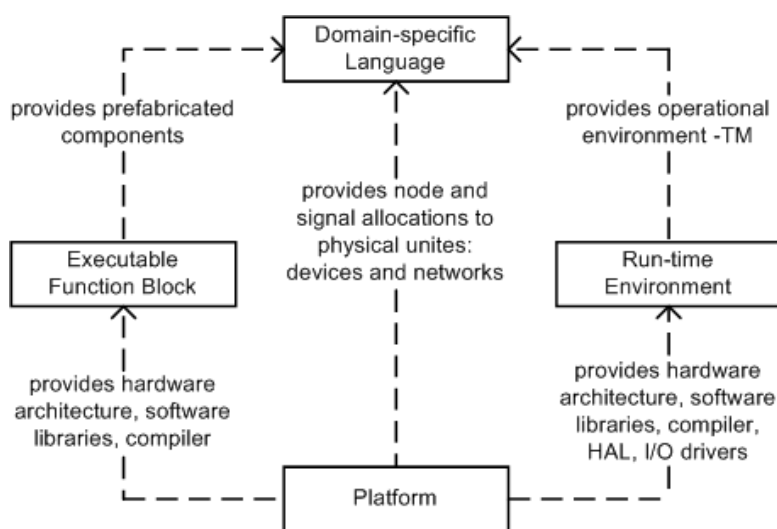 Domain-specific
Language
provides prefabricated
components
provides operational
environment -TM
provides node and
signal allocations to
physical unites:
devices and networks
Executable
Function Block
Run-time
Environment
provides hardware
architecture, software
libraries, compiler
provides hardware
architecture, software
libraries, compiler,
HAL, I/O drivers
Platform